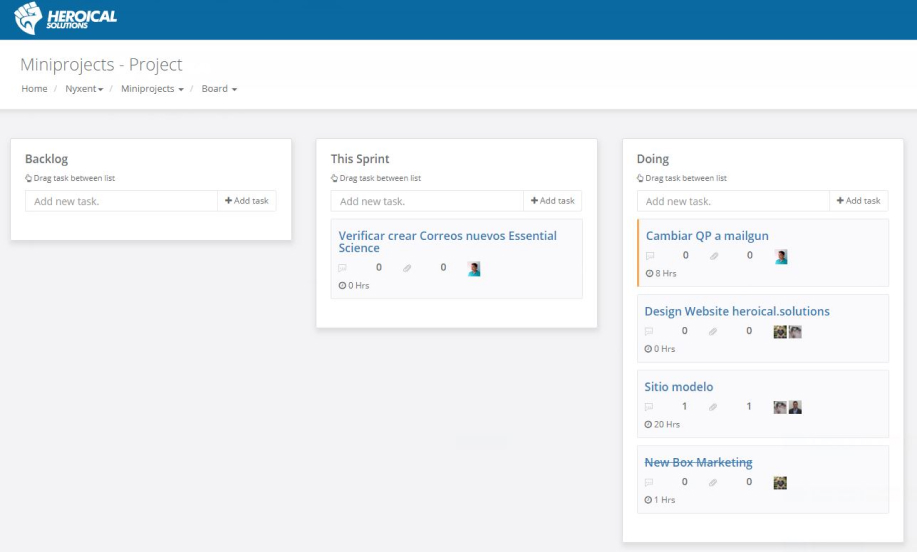 HEROICAL
SOLUTIONS
Miniprojects - Project
Home / Nyxent / Miniprojects / Board
Backlog
Drag task between list
Add new task.
+ Add task
This Sprint
Drag task between list
Add new task.
+ Add task
Verificar crear Correos nuevos Essential
Science
0 0
0 Hrs
Doing
Drag task between list
Add new task.
+ Add task
Cambiar QP a mailgun
0 0
8 Hrs
Design Website heroical.solutions
0 0
0 Hrs
Sitio modelo
1 1
20 Hrs
New Box Marketing
0 0
1 Hrs